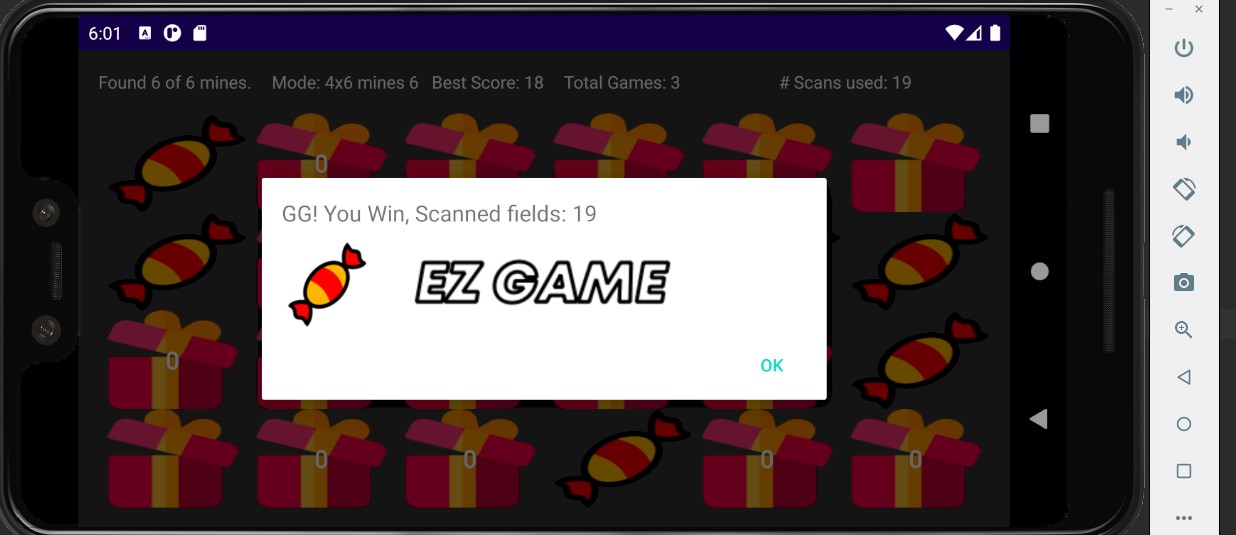 6:01
Found 6 of 6 mines. Mode: 4x6 mines 6 Best Score: 18 Total Games: 3 # Scans used: 19
0
GG! You Win, Scanned fields: 19
EZ GAME
OK
0
0 0 0 0